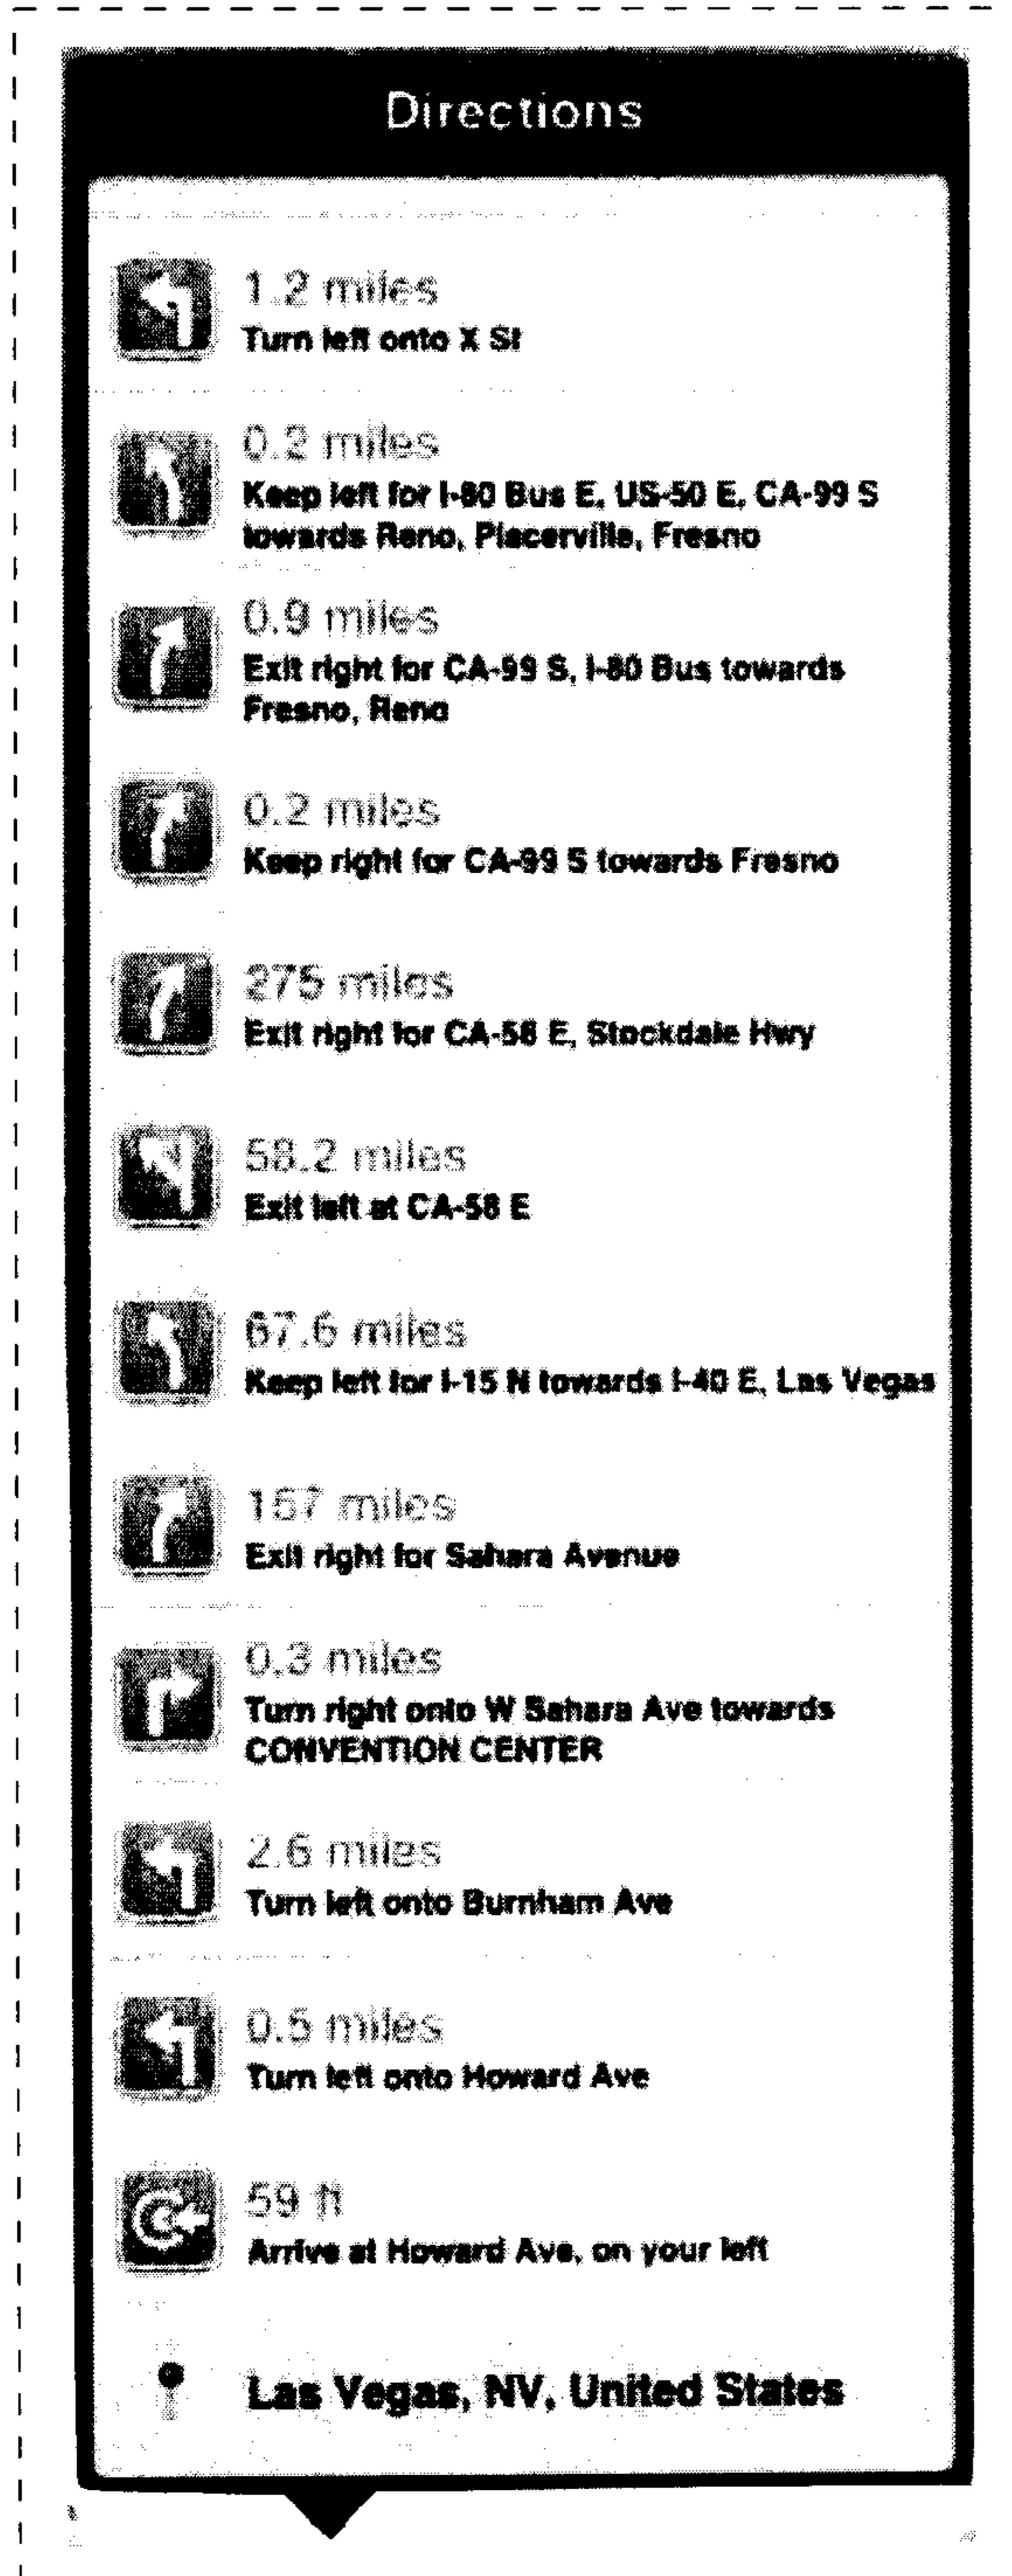 Directions
1.2 miles
Turn left onto X St
0.2 miles
Keep left for I-80 Bus E, US-50 E, CA-99 S
towards Reno, Placerville, Fresno
0.9 miles
Exit right for CA-99 S, I-80 Bus towards
Fresno, Reno
0.2 miles
Keep right for CA-99 S towards Fresno
275 miles
Exit right for CA-58 E, Stockdale Hwy
58.2 miles
Exit left at CA-58 E
67.6 miles
Keep left for I-15 N towards I-40 E, Las Vegas
miles
Exit right for Sahara Avenue
0.3 miles
Turn right onto W Sahara Ave towards
CONVENTION CENTER
2.6 miles
Turn left onto Burnham Ave
0.5 miles
Turn left onto Howard Ave
59 ft
Arrive at Howard Ave, on your left
Las Vegas, NV, United States